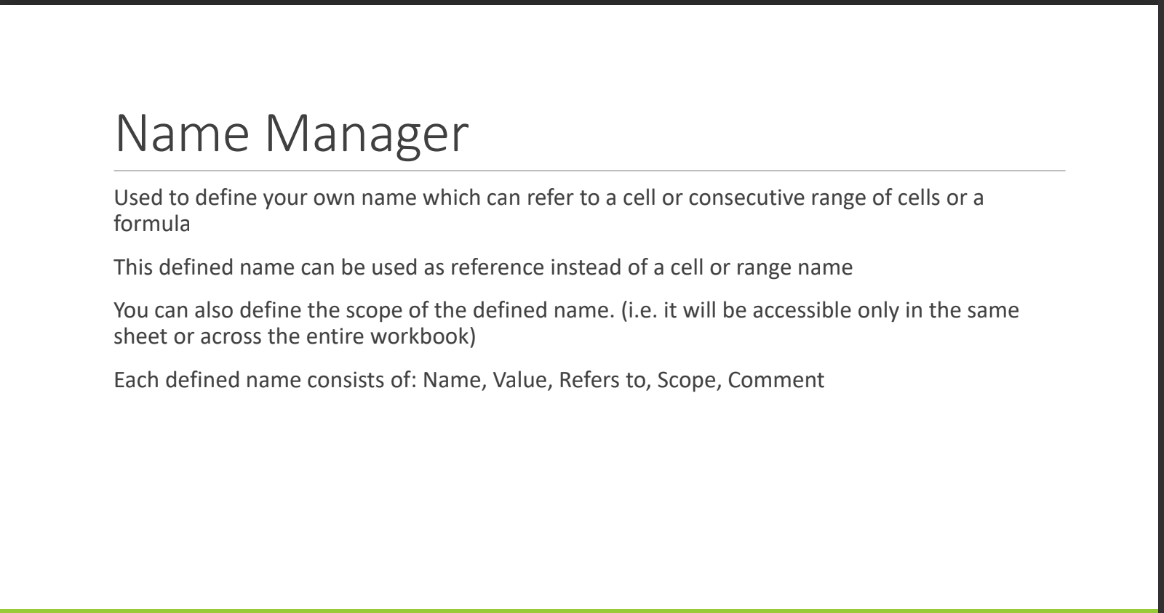 Name Manager
Used to define your own name which can refer to a cell or consecutive range of cells or a
formula
This defined name can be used as reference instead of a cell or range name
You can also define the scope of the defined name. (i.e. it will be accessible only in the same
sheet or across the entire workbook)
Each defined name consists of: Name, Value, Refers to, Scope, Comment